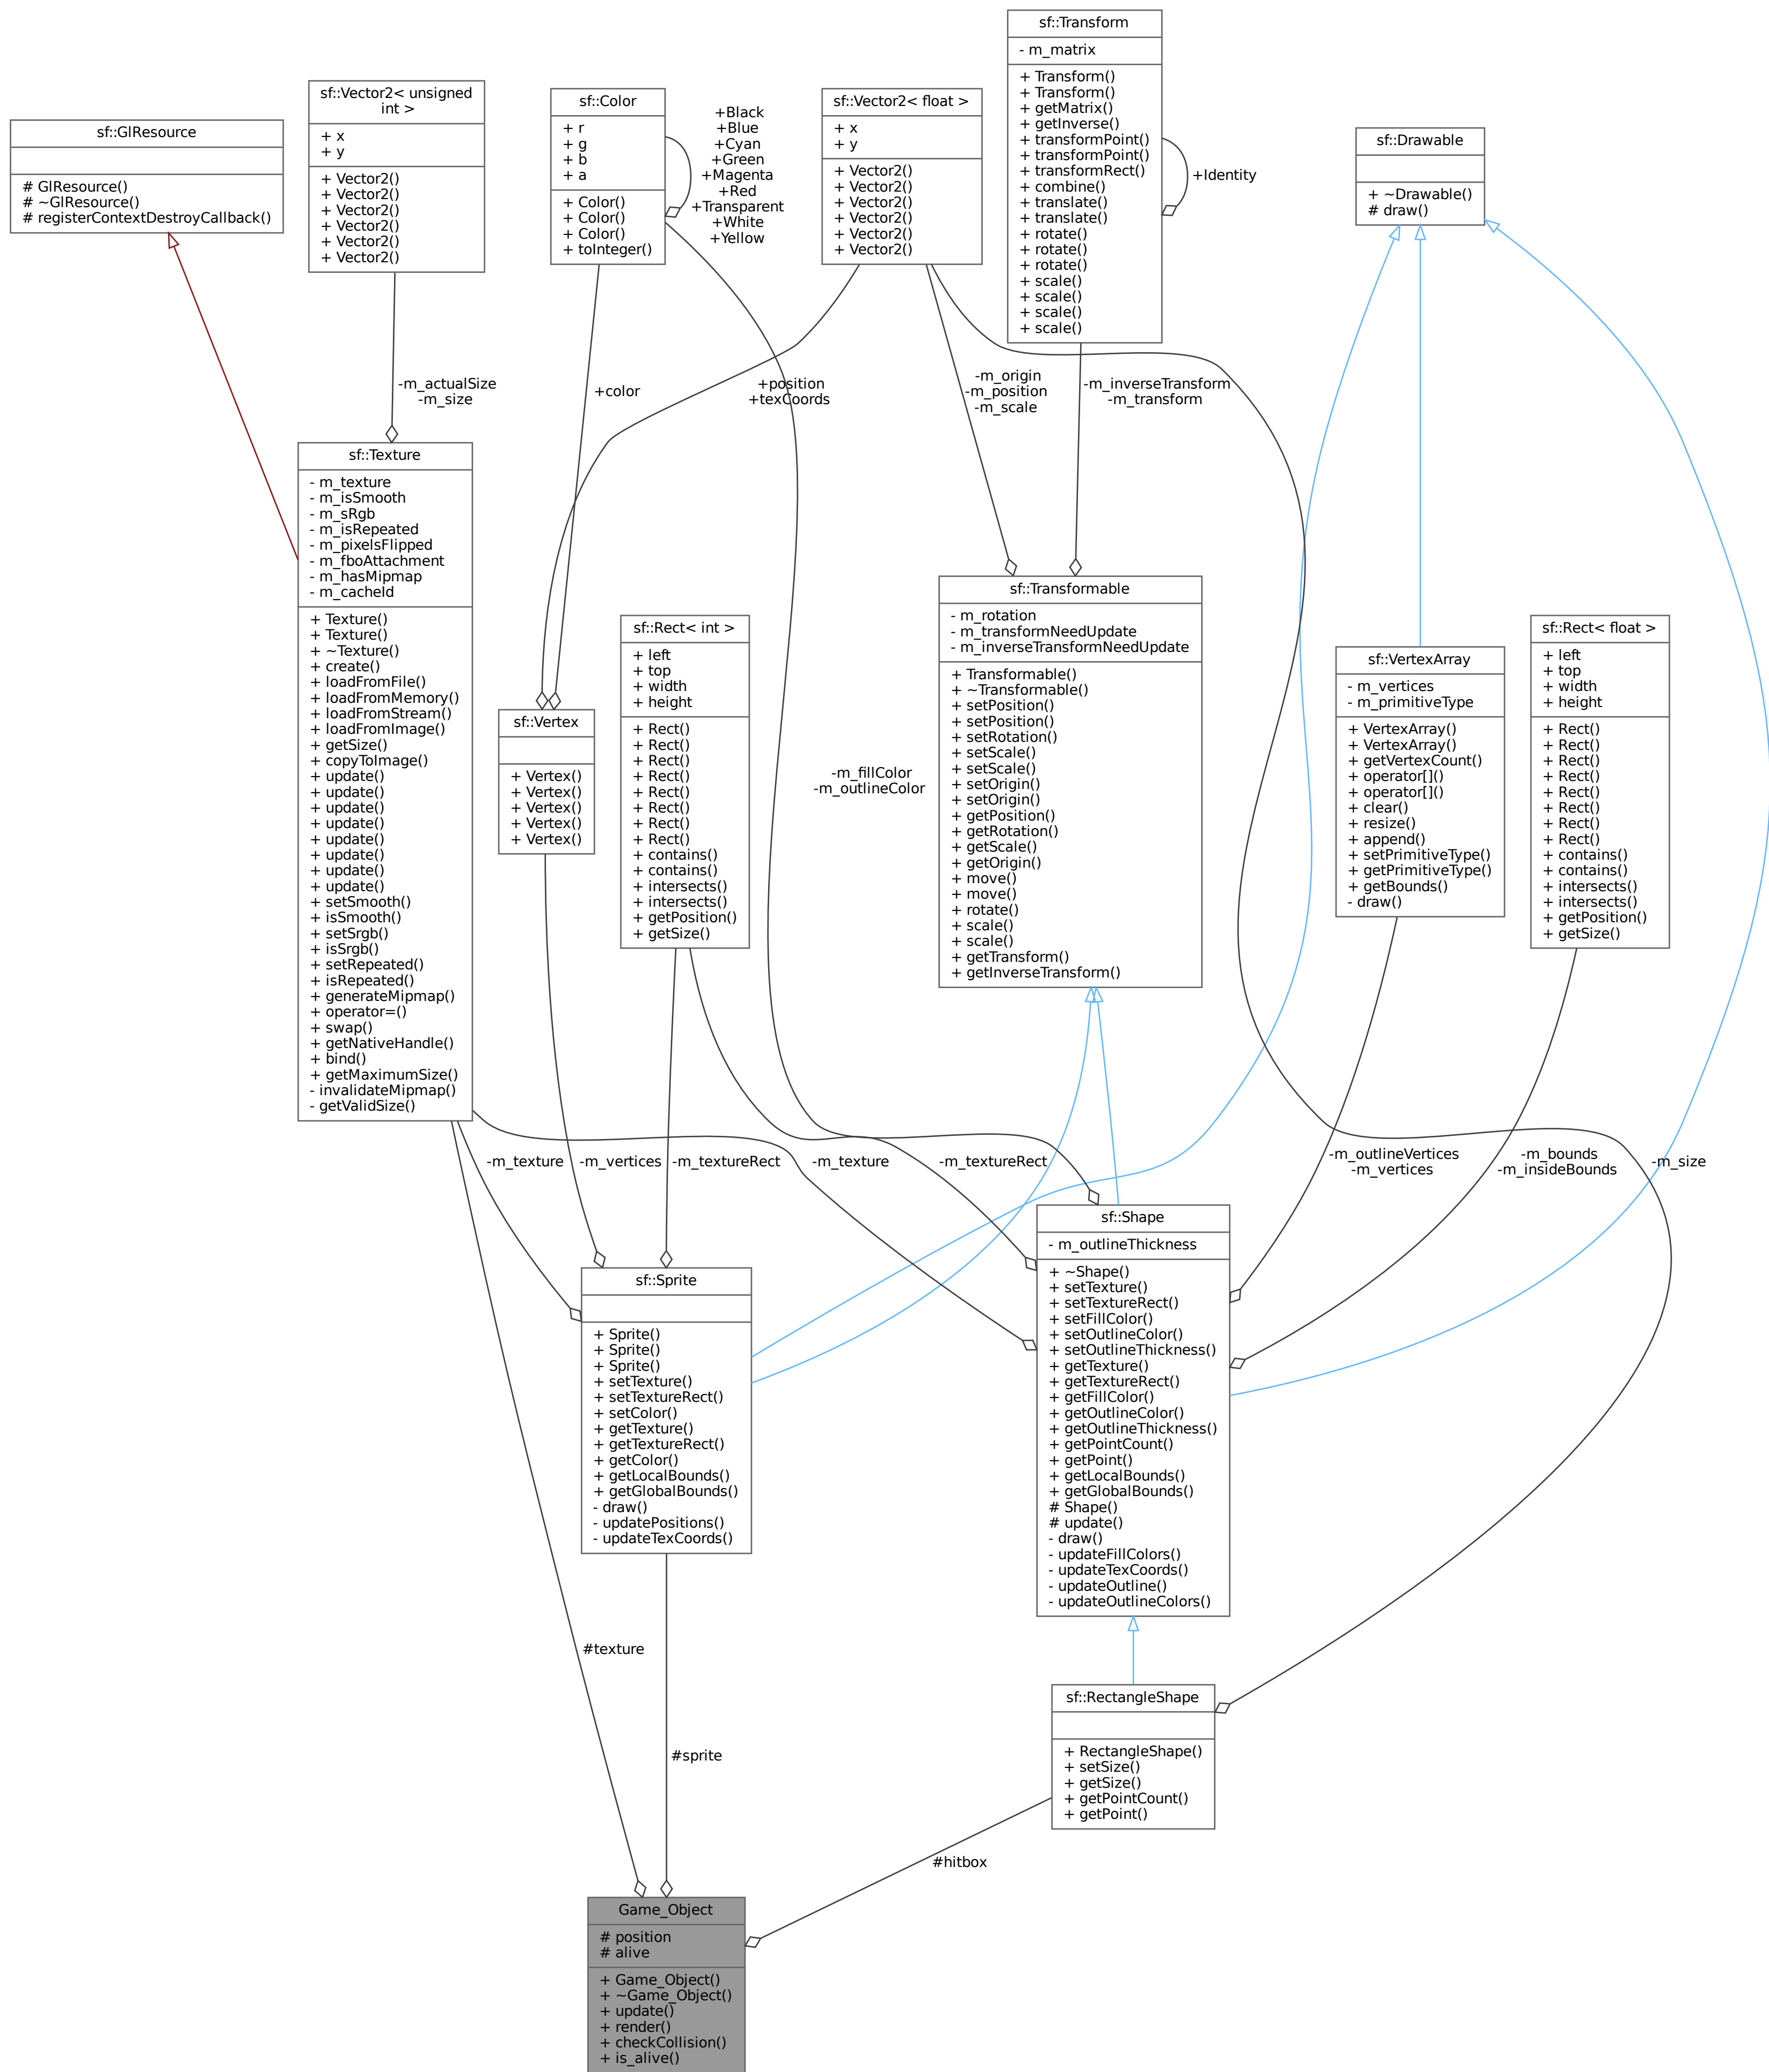 sf::Transform
- m_matrix
+ Transform()
+ Transform()
+ getMatrix()
+ getInverse()
+ transformPoint()
+ transformPoint()
+ transformRect()
+ combine()
+ translate()
+ translate()
+ rotate()
+ rotate()
+ rotate()
+ scale()
+ scale()
+ scale()
+ scale()
+Identity
sf::Vector2< unsigned
int >
+ x
+ y
+ Vector2()
+ Vector2()
+ Vector2()
+ Vector2()
+ Vector2()
+ Vector2()
sf::Color
+ r
+ g
+ b
+ a
+ Color()
+ Color()
+ Color()
+ toInteger()
+Black
+Blue
+Cyan
+Green
+Magenta
+Red
+Transparent
+White
+Yellow
sf::Vector2< float >
+ x
+ y
+ Vector2()
+ Vector2()
+ Vector2()
+ Vector2()
+ Vector2()
+ Vector2()
sf::GlResource
# GlResource()
# ~GlResource()
# registerContextDestroyCallback()
sf::Drawable
+ ~Drawable()
# draw()
-m_actualSize
-m_size
+color
+position
+texCoords
-m_origin
-m_position
-m_scale
-m_inverseTransform
-m_transform
sf::Texture
- m_texture
- m_isSmooth
- m_sRgb
- m_isRepeated
- m_pixelsFlipped
- m_fboAttachment
- m_hasMipmap
- m_cacheId
+ Texture()
+ Texture()
+ ~Texture()
+ create()
+ loadFromFile()
+ loadFromMemory()
+ loadFromStream()
+ loadFromImage()
+ getSize()
+ copyToImage()
+ update()
+ update()
+ update()
+ update()
+ update()
+ update()
+ update()
+ update()
+ setSmooth()
+ isSmooth()
+ setSrgb()
+ isSrgb()
+ setRepeated()
+ isRepeated()
+ generateMipmap()
+ operator=()
+ swap()
+ getNativeHandle()
+ bind()
+ getMaximumSize()
- invalidateMipmap()
- getValidSize()
sf::Vertex
+ Vertex()
+ Vertex()
+ Vertex()
+ Vertex()
+ Vertex()
sf::Rect< int >
+ left
+ top
+ width
+ height
+ Rect()
+ Rect()
+ Rect()
+ Rect()
+ Rect()
+ Rect()
+ Rect()
+ Rect()
+ contains()
+ contains()
+ intersects()
+ intersects()
+ getPosition()
+ getSize()
-m_fillColor
-m_outlineColor
sf::Transformable
- m_rotation
- m_transformNeedUpdate
- m_inverseTransformNeedUpdate
+ Transformable()
+ ~Transformable()
+ setPosition()
+ setPosition()
+ setRotation()
+ setScale()
+ setScale()
+ setOrigin()
+ setOrigin()
+ getPosition()
+ getRotation()
+ getScale()
+ getOrigin()
+ move()
+ move()
+ rotate()
+ scale()
+ scale()
+ getTransform()
+ getInverseTransform()
sf::VertexArray
- m_vertices
- m_primitiveType
+ VertexArray()
+ VertexArray()
+ getVertexCount()
+ operator[]()
+ operator[]()
+ clear()
+ resize()
+ append()
+ setPrimitiveType()
+ getPrimitiveType()
+ getBounds()
- draw()
sf::Rect< float >
+ left
+ top
+ width
+ height
+ Rect()
+ Rect()
+ Rect()
+ Rect()
+ Rect()
+ Rect()
+ Rect()
+ Rect()
+ contains()
+ contains()
+ intersects()
+ intersects()
+ getPosition()
+ getSize()
-m_texture
-m_vertices
-m_textureRect
-m_texture
-m_textureRect
-m_outlineVertices
-m_vertices
-m_bounds
-m_insideBounds
-m_size
sf::Sprite
+ Sprite()
+ Sprite()
+ Sprite()
+ setTexture()
+ setTextureRect()
+ setColor()
+ getTexture()
+ getTextureRect()
+ getColor()
+ getLocalBounds()
+ getGlobalBounds()
- draw()
- updatePositions()
- updateTexCoords()
sf::Shape
- m_outlineThickness
+ ~Shape()
+ setTexture()
+ setTextureRect()
+ setFillColor()
+ setOutlineColor()
+ setOutlineThickness()
+ getTexture()
+ getTextureRect()
+ getFillColor()
+ getOutlineColor()
+ getOutlineThickness()
+ getPointCount()
+ getPoint()
+ getLocalBounds()
+ getGlobalBounds()
# Shape()
# update()
- draw()
- updateFillColors()
- updateTexCoords()
- updateOutline()
- updateOutlineColors()
#texture
#sprite
sf::RectangleShape
+ RectangleShape()
+ setSize()
+ getSize()
+ getPointCount()
+ getPoint()
#hitbox
Game_Object
# position
# alive
+ Game_Object()
+ ~Game_Object()
+ update()
+ render()
+ checkCollision()
+ is_alive()